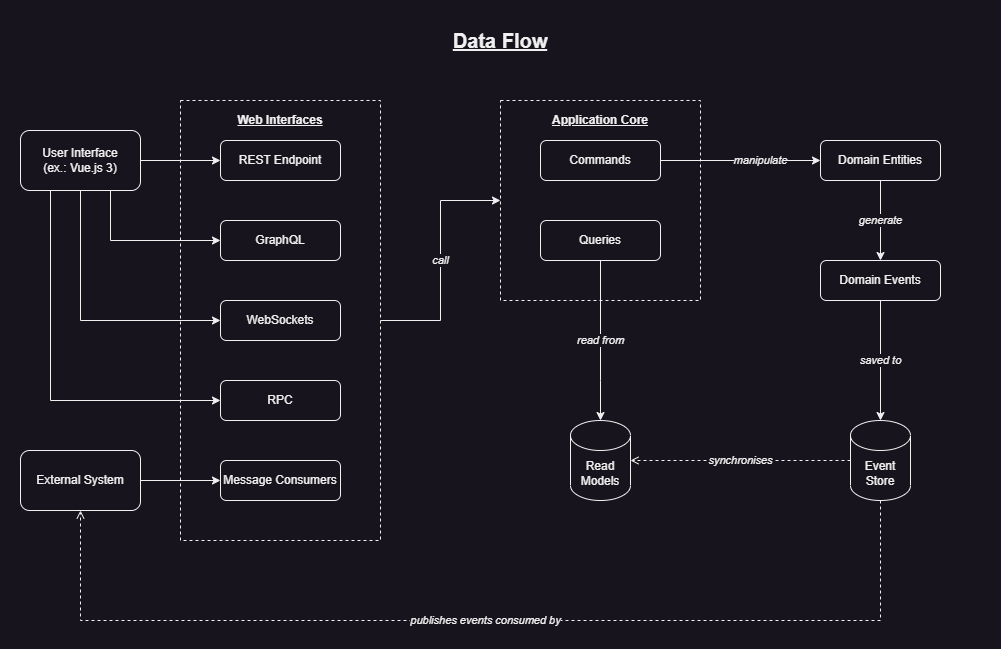 Data Flow
Web Interfaces
Application Core
User Interface
(ex.: Vue.js 3)
REST Endpoint
Commands
manipulate
Domain Entities
generate
GraphQL
Queries
call
Domain Events
WebSockets
read from
saved to
RPC
synchronises
Read
Models
Event
Store
External System
Message Consumers
publishes events consumed by